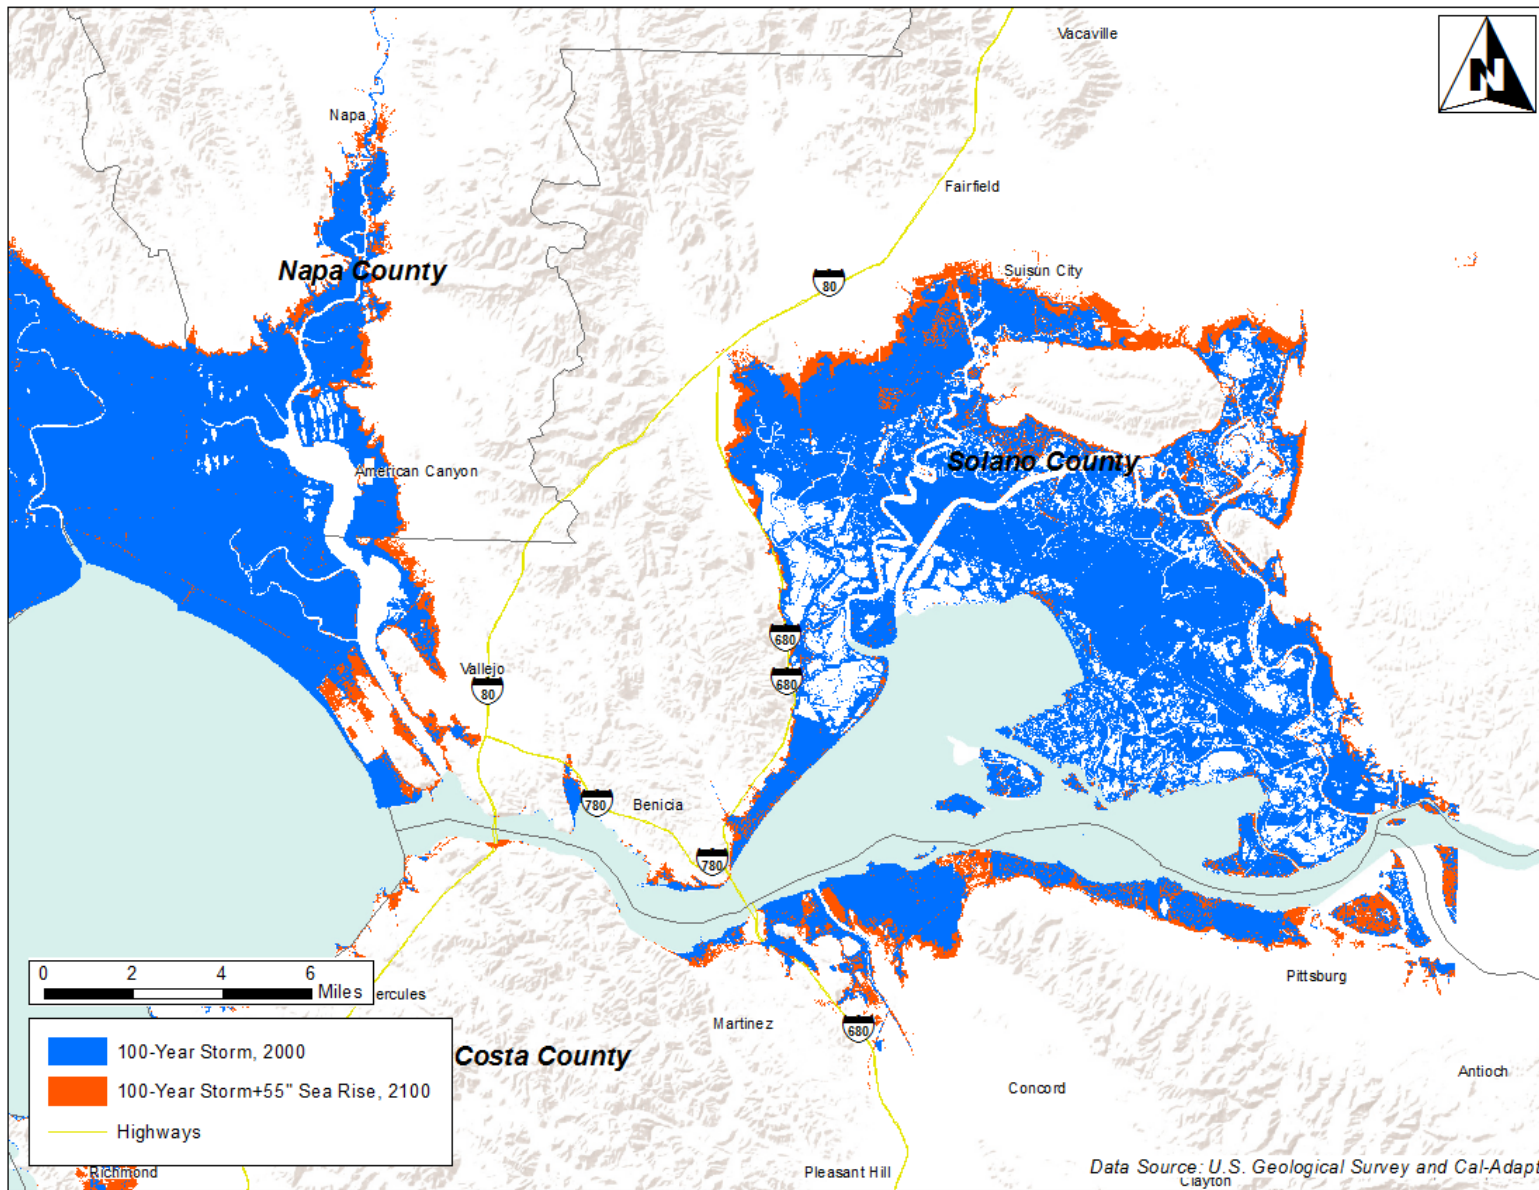 Vacaville
N
Napa
Fairfield
Napa County
Suisun City
80
American Canyon
Solano County
680
Vallejo
680
80
780
Benicia
780
0 2 4 6
Miles
ercules
Pittsburg
Martinez
680
100-Year Storm, 2000
Costa County
100-Year Storm+55" Sea Rise, 2100
Antioch
Concord
Highways
Richmond
Pleasant Hill
Data Source: U.S. Geological Survey and Cal-Adapt
Clayton